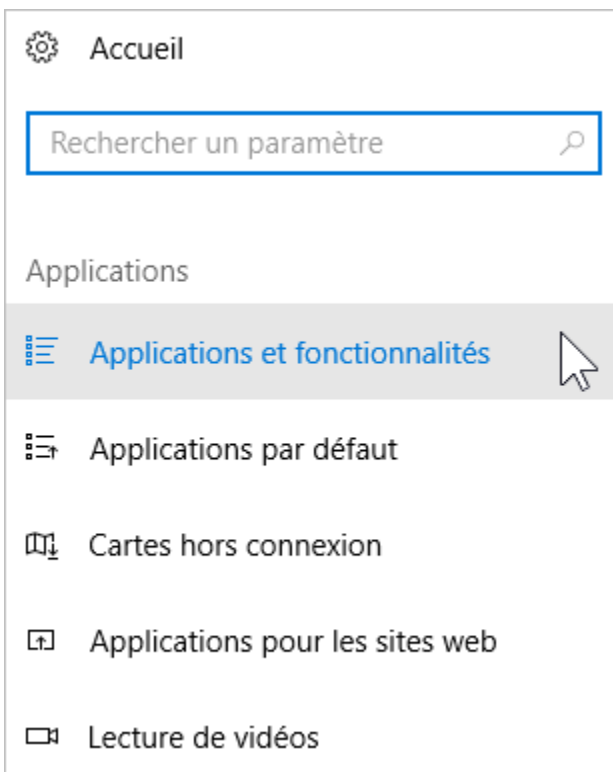 Accueil
Rechercher un paramètre
Applications
Applications et fonctionnalités
Applications par défaut
Cartes hors connexion
Applications pour les sites web
Lecture de vidéos